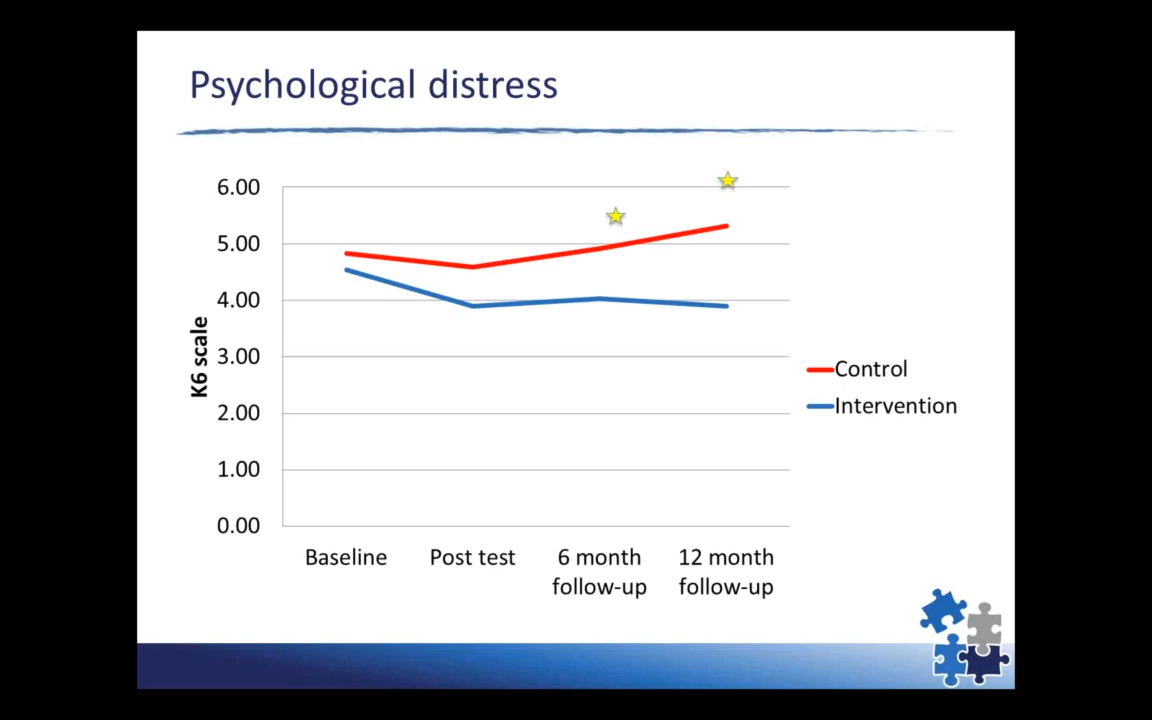 Psychological distress
6.00
5.00
4.00
3.00
2.00
1.00
0.00
K6 scale
Baseline
Post test
6 month
follow-up
12 month
follow-up
Control
Intervention